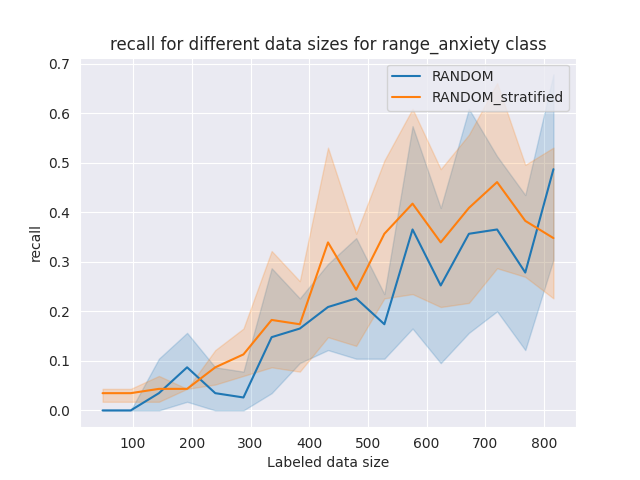 recall for different data sizes for range_anxiety class
RANDOM
RANDOM_stratified
recall
0.7
0.6
0.5
0.4
0.3
0.2
0.1
0.0
100 200 300 400 500 600 700 800
Labeled data size